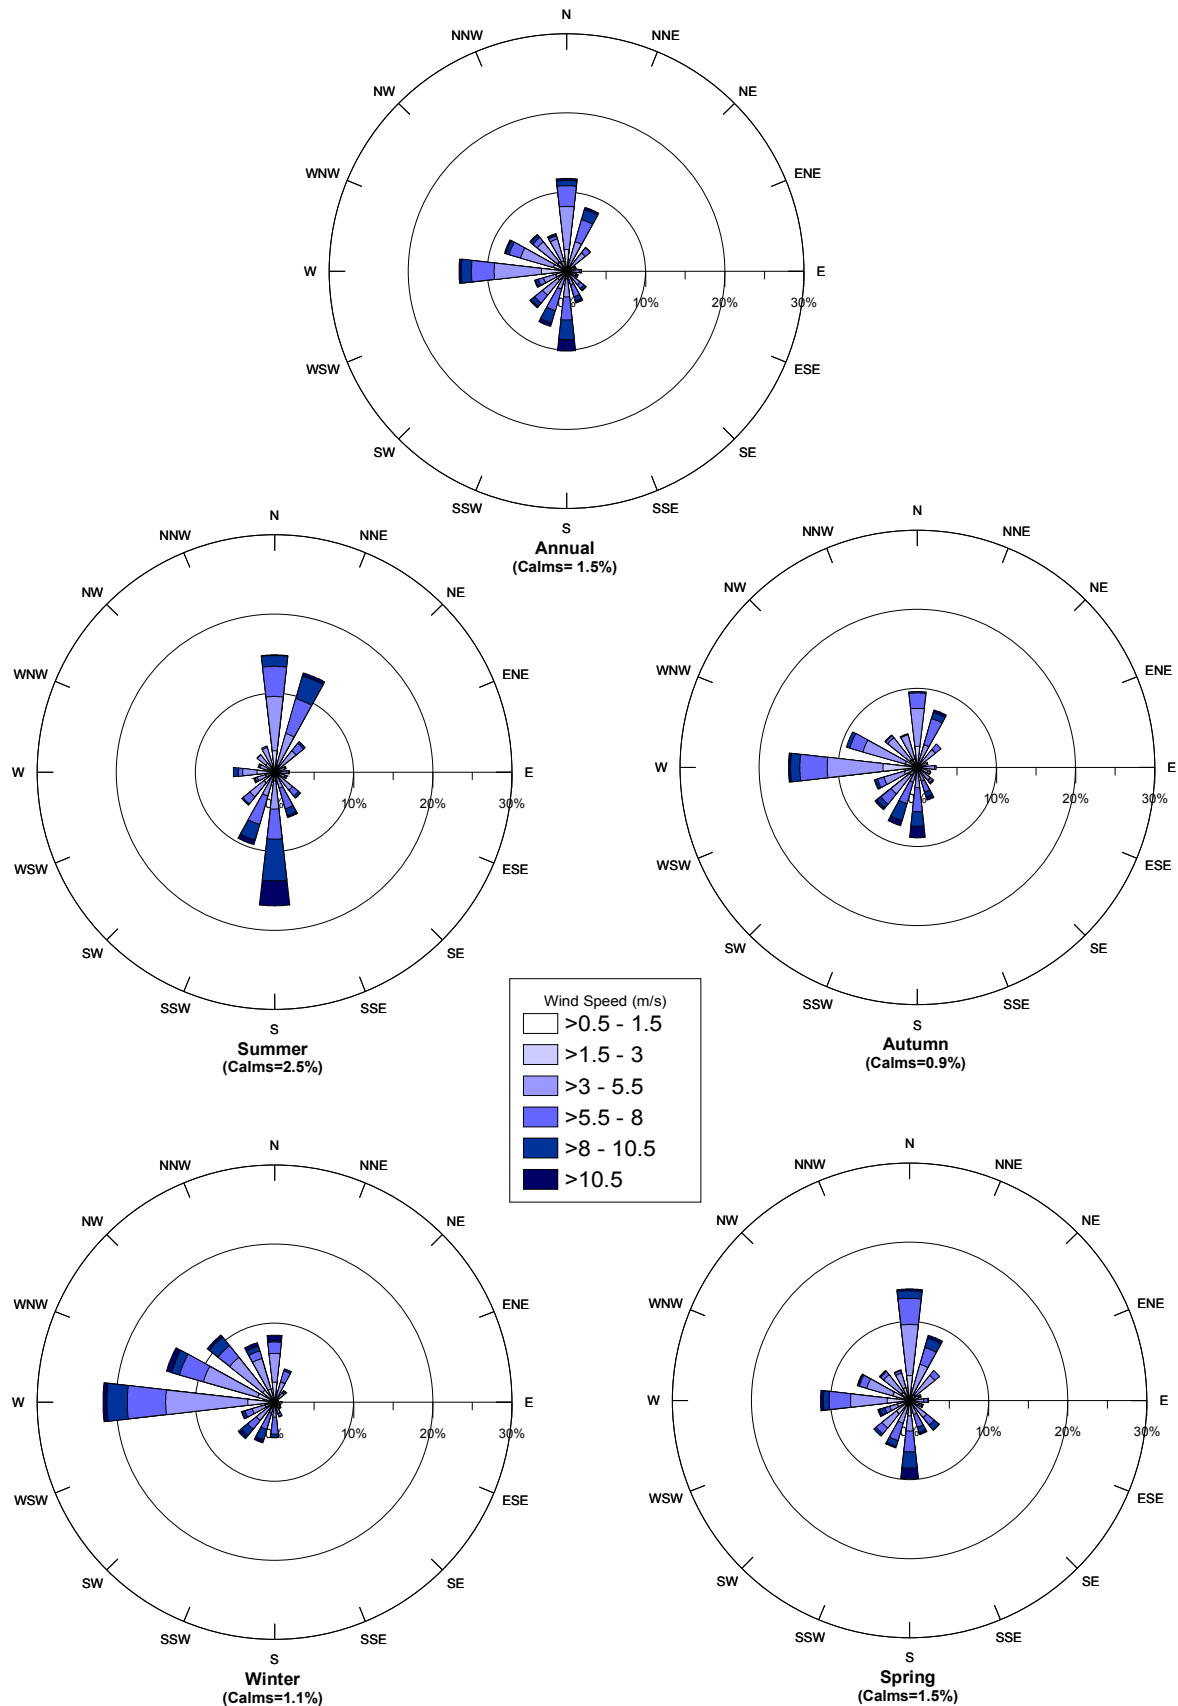 N
NNW NNE
NW NE
WNW ENE
W E
0% 10% 20% 30%
WSW ESE
SW SE
SSW SSE
S
Annual
(Calms= 1.5%)
N
NNW NNE
NW NE
WNW ENE
W E
0% 10% 20% 30%
WSW ESE
SW SE
SSW SSE
S
Summer
(Calms=2.5%)
N
NNW NNE
NW NE
WNW ENE
W E
0% 10% 20% 30%
WSW ESE
SW SE
SSW SSE
S
Autumn
(Calms=0.9%)
Wind Speed (m/s)
>0.5 - 1.5
>1.5 - 3
>3 - 5.5
>5.5 - 8
>8 - 10.5
>10.5
N
NNW NNE
NW NE
WNW ENE
W E
0% 10% 20% 30%
WSW ESE
SW SE
SSW SSE
S
Winter
(Calms=1.1%)
N
NNW NNE
NW NE
WNW ENE
W E
0% 10% 20% 30%
WSW ESE
SW SE
SSW SSE
S
Spring
(Calms=1.5%)